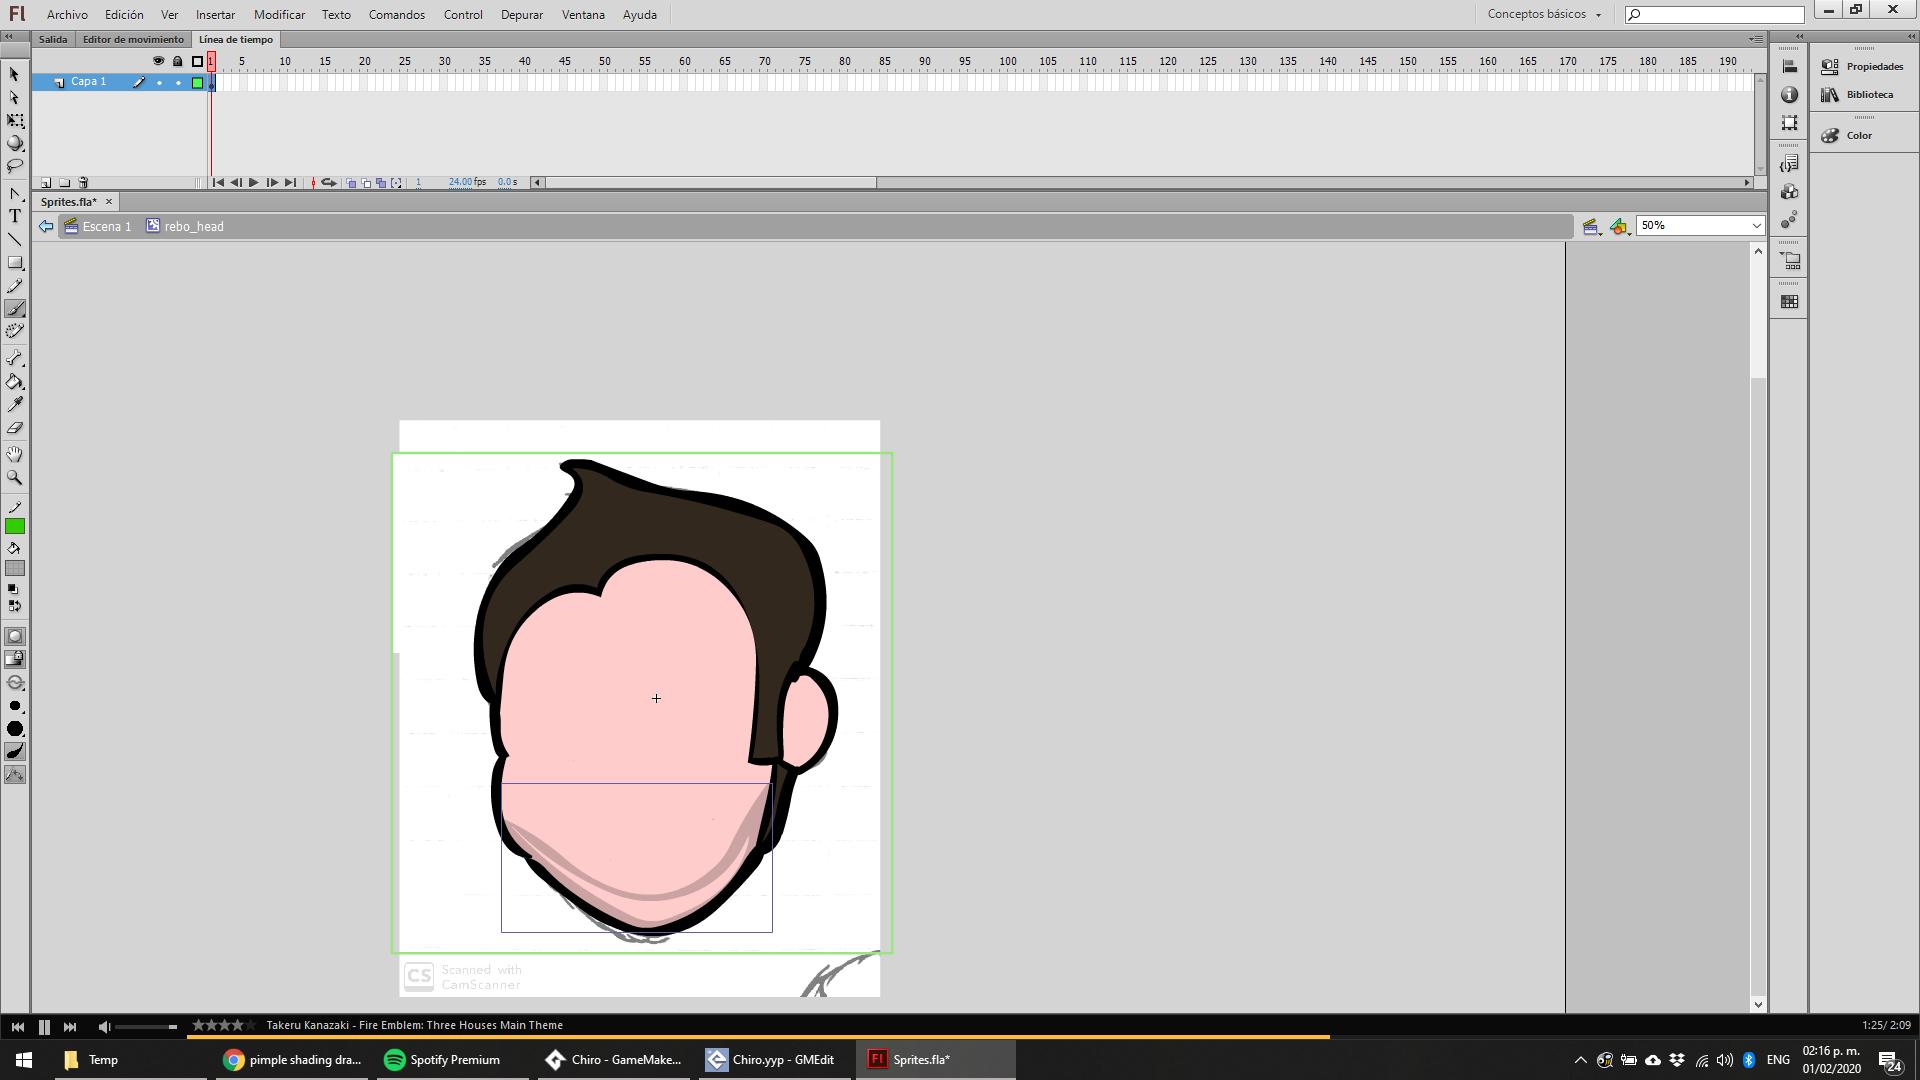 Fl Archivo Edición Ver Insertar Modificar Texto Comandos Control Depurar Ventana Ayuda Conceptos básicos
Salida Editor de movimiento Línea de tiempo
1 5 10 15 20 25 30 35 40 45 50 55 60 65 70 75 80 85 90 95 100 105 110 115 120 125 130 135 140 145 150 155 160 165 170 175 180 185 190
Capa 1
1 24.00 fps 0.0 s
Sprites.fla* ×
Escena 1 rebo_head 50%
Propiedades
Biblioteca
Color
T
CS Scanned with
CamScanner
Takeru Kanazaki - Fire Emblem: Three Houses Main Theme 1:25/ 2:09
Temp pimple shading dra... Spotify Premium Chiro - GameMake... Chiro.yyp - GMEdit Fl Sprites.fla* ENG 02:16 p. m.
01/02/2020 24